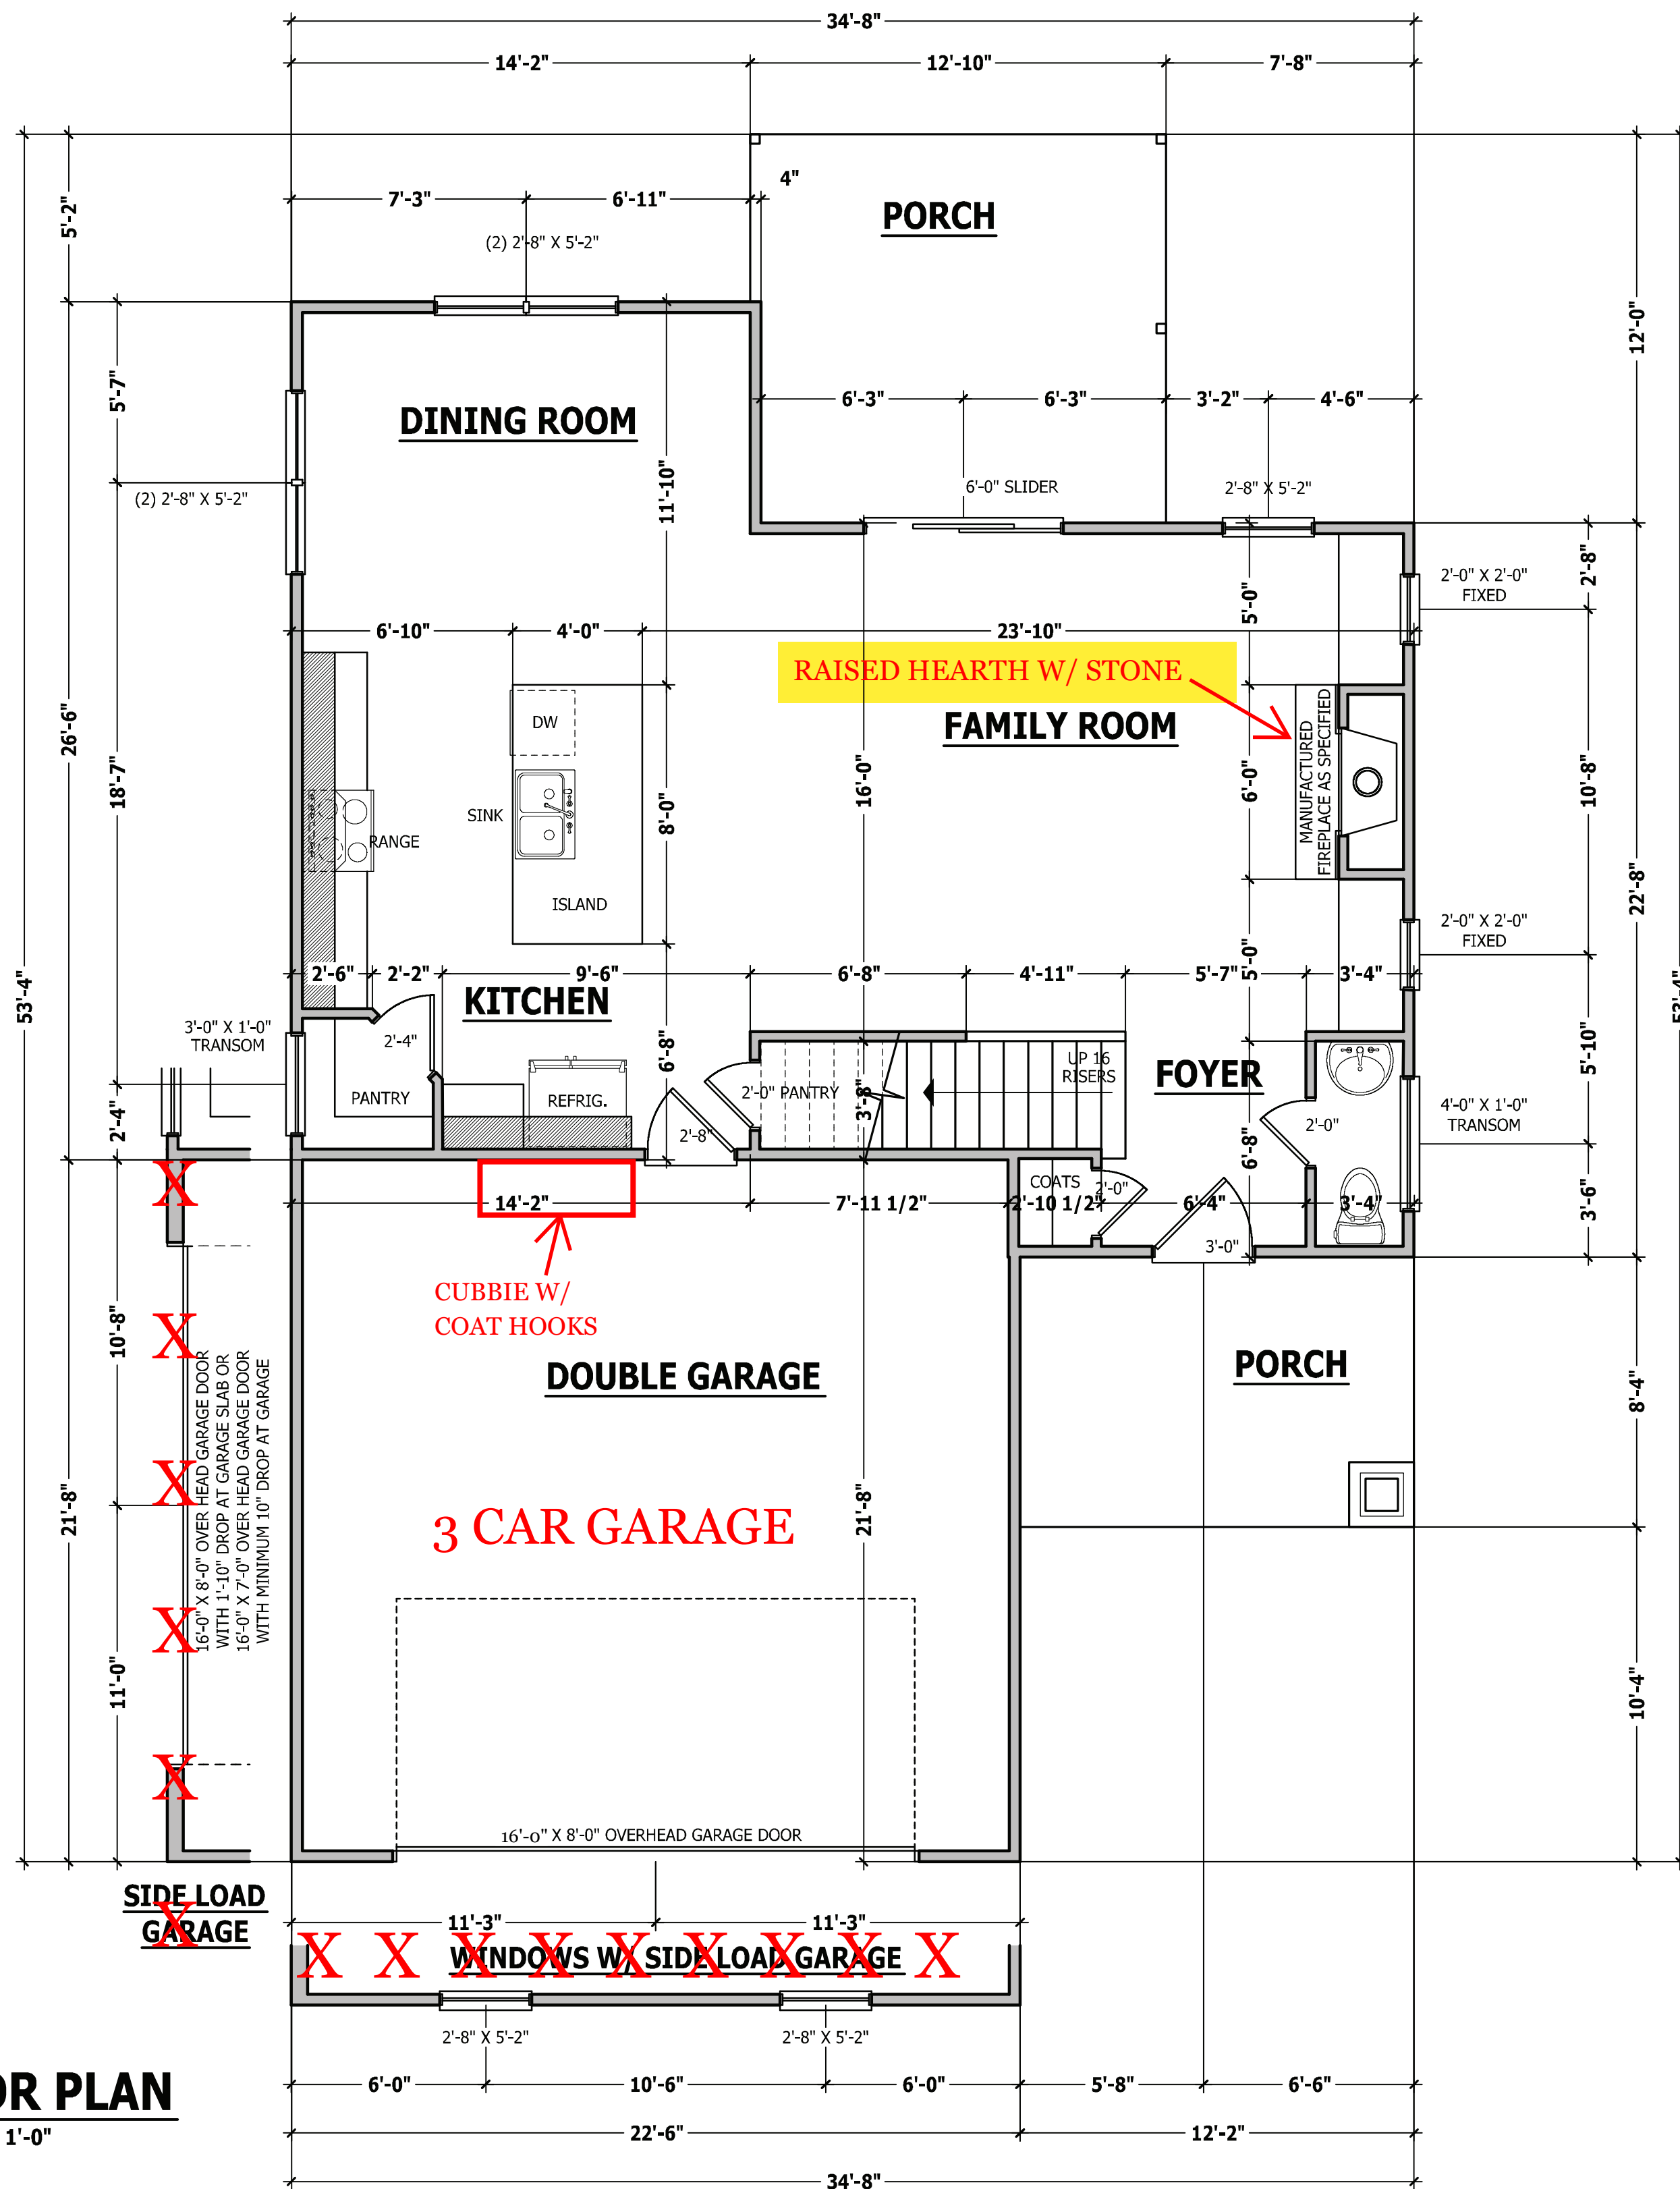 34'-8"
14'-2"
12'-10"
7'-8"
4"
5'-2"
7'-3"
6'-11"
PORCH
(2) 2'-8" X 5'-2"
12'-0"
5'-7"
DINING ROOM
6'-3"
6'-3"
3'-2"
4'-6"
11'-10"
(2) 2'-8" X 5'-2"
6'-0" SLIDER
2'-8" X 5'-2"
2'-8"
2'-0" X 2'-0"
FIXED
5'-0"
6'-10"
4'-0"
23'-10"
RAISED HEARTH W/ STONE
26'-6"
DW
FAMILY ROOM
MANUFACTURED
FIREPLACE AS SPECIFIED
18'-7"
16'-0"
6'-0"
10'-8"
SINK
8'-0"
RANGE
22'-8"
ISLAND
2'-0" X 2'-0"
FIXED
5'-0"
53'-4"
2'-6"
2'-2"
9'-6"
6'-8"
4'-11"
5'-7"
3'-4"
53'-4"
KITCHEN
3'-0" X 1'-0"
TRANSOM
2'-4"
6'-8"
UP 16
RISERS
FOYER
5'-10"
PANTRY
REFRIG.
2'-0" PANTRY
3'-8"
2'-4"
2'-8"
2'-0"
4'-0" X 1'-0"
TRANSOM
6'-8"
X
14'-2"
7'-11 1/2"
COATS
2'-0"
2'-10 1/2"
6'-4"
3'-4"
3'-6"
3'-0"
CUBBIE W/
COAT HOOKS
10'-8"
X
DOUBLE GARAGE
PORCH
8'-4"
16'-0" X 8'-0" OVER HEAD GARAGE DOOR
WITH 1'-10" DROP AT GARAGE SLAB OR
16'-0" X 7'-0" OVER HEAD GARAGE DOOR
WITH MINIMUM 10" DROP AT GARAGE
X
21'-8"
3 CAR GARAGE
21'-8"
X
11'-0"
10'-4"
X
16'-0" X 8'-0" OVERHEAD GARAGE DOOR
SIDE LOAD
GARAGE
X
11'-3"
11'-3"
X X X X X X X X X
WINDOWS W/ SIDE LOAD GARAGE
2'-8" X 5'-2"
2'-8" X 5'-2"
6'-0"
10'-6"
6'-0"
5'-8"
6'-6"
OR PLAN
1'-0"
22'-6"
12'-2"
34'-8"